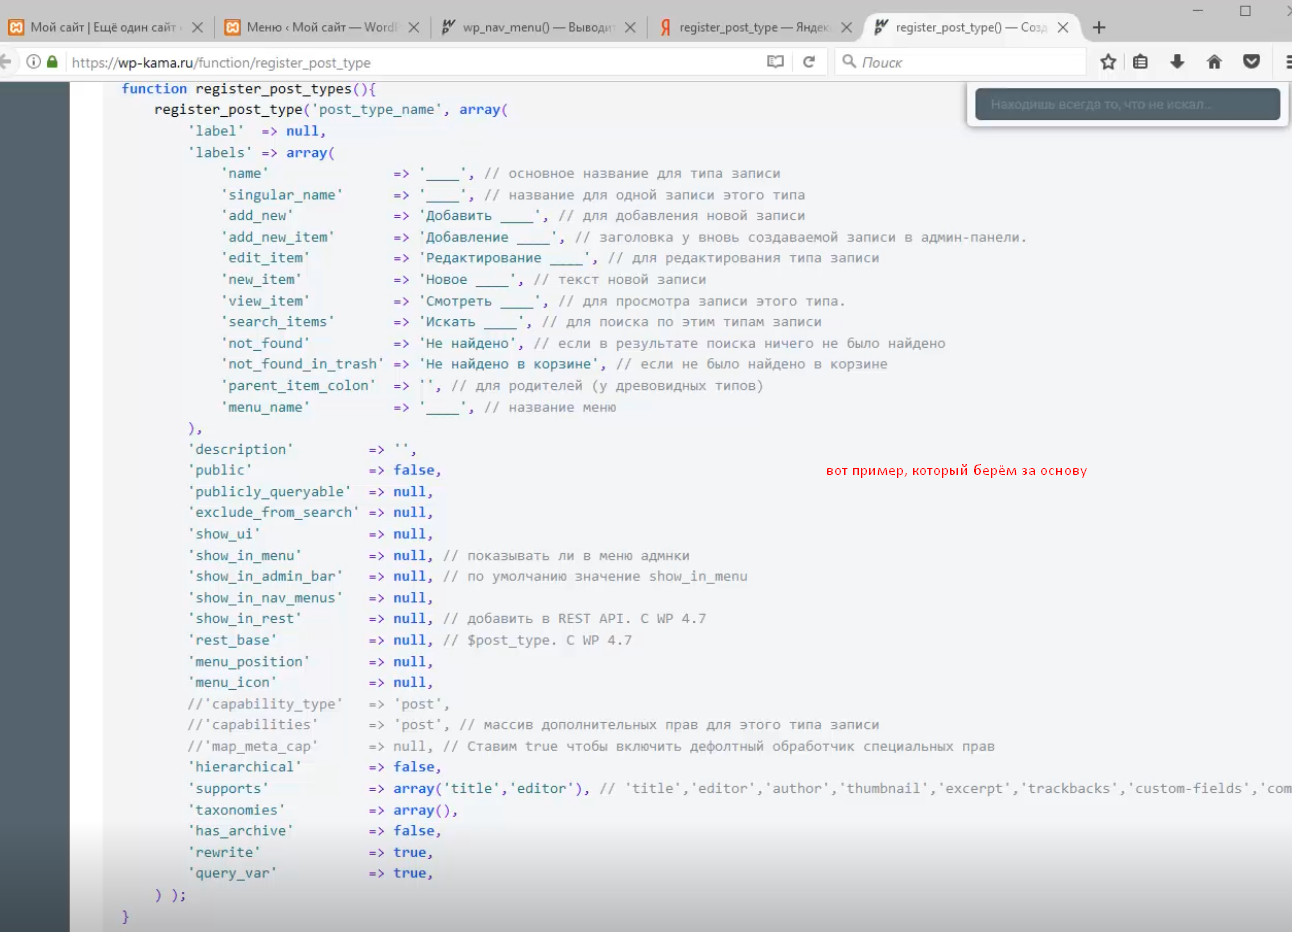 Мой сайт | Ещё один сайт
Меню ‹ Мой сайт — WordP
wp_nav_menu() — Выводит
register_post_type — Яндек
register_post_type() — Созд
https://wp-kama.ru/function/register_post_type
Поиск
Находишь всегда то, что не искал...
function register_post_types(){
register_post_type('post_type_name', array(
'label' => null,
'labels' => array(
'name' => '____', // основное название для типа записи
'singular_name' => '____', // название для одной записи этого типа
'add_new' => 'Добавить ____', // для добавления новой записи
'add_new_item' => 'Добавление ____', // заголовка у вновь создаваемой записи в админ-панели.
'edit_item' => 'Редактирование ____', // для редактирования типа записи
'new_item' => 'Новое ____', // текст новой записи
'view_item' => 'Смотреть ____', // для просмотра записи этого типа.
'search_items' => 'Искать ____', // для поиска по этим типам записи
'not_found' => 'Не найдено', // если в результате поиска ничего не было найдено
'not_found_in_trash' => 'Не найдено в корзине', // если не было найдено в корзине
'parent_item_colon' => '', // для родителей (у древовидных типов)
'menu_name' => '____', // название меню
),
'description' => '',
'public' => false,
вот пример, который берём за основу
'publicly_queryable' => null,
'exclude_from_search' => null,
'show_ui' => null,
'show_in_menu' => null, // показывать ли в меню адмнки
'show_in_admin_bar' => null, // по умолчанию значение show_in_menu
'show_in_nav_menus' => null,
'show_in_rest' => null, // добавить в REST API. C WP 4.7
'rest_base' => null, // $post_type. C WP 4.7
'menu_position' => null,
'menu_icon' => null,
//'capability_type' => 'post',
//'capabilities' => 'post', // массив дополнительных прав для этого типа записи
//'map_meta_cap' => null, // Ставим true чтобы включить дефолтный обработчик специальных прав
'hierarchical' => false,
'supports' => array('title','editor'), // 'title','editor','author','thumbnail','excerpt','trackbacks','custom-fields','com
'taxonomies' => array(),
'has_archive' => false,
'rewrite' => true,
'query_var' => true,
) );
}